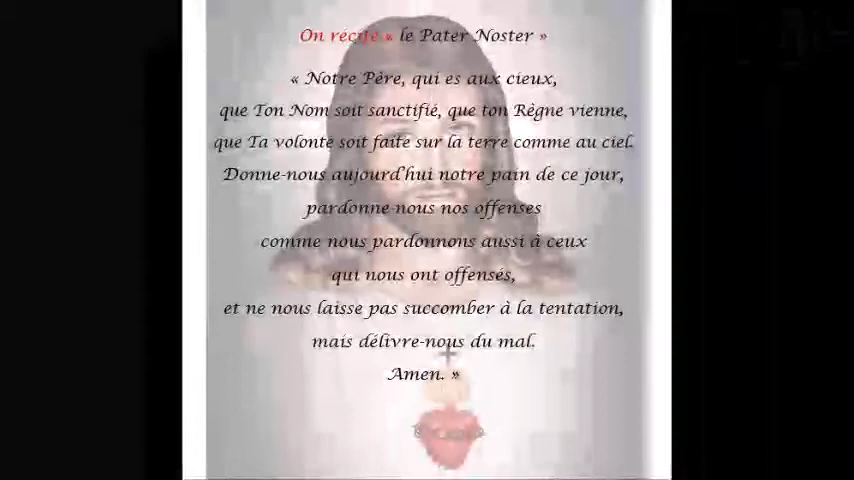 On récite « le Pater Noster »
« Notre Père, qui es aux cieux,
que Ton Nom soit sanctifié, que ton Règne vienne,
que Ta volonté soit faite sur la terre comme au ciel.
Donne-nous aujourd'hui notre pain de ce jour,
pardonne-nous nos offenses
comme nous pardonnons aussi à ceux
qui nous ont offensés,
et ne nous laisse pas succomber à la tentation,
mais délivre-nous du mal.
Amen. »